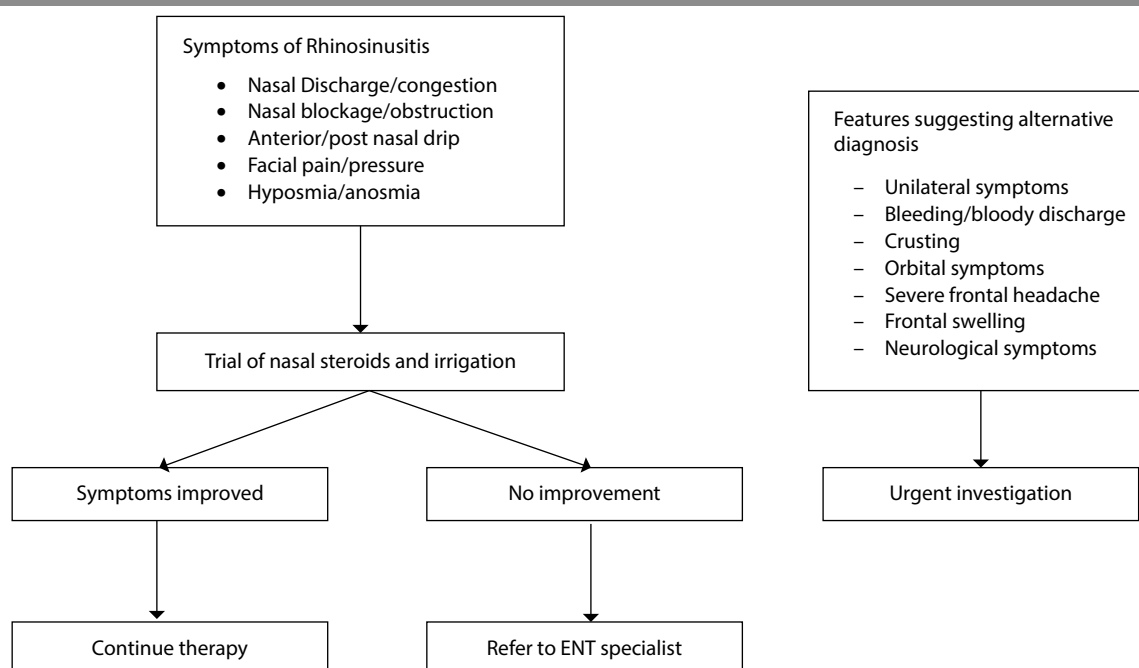 Symptoms of Rhinosinusitis
• Nasal Discharge/congestion
• Nasal blockage/obstruction
• Anterior/post nasal drip
• Facial pain/pressure
• Hyposmia/anosmia
Trial of nasal steroids and irrigation
Symptoms improved
No improvement
Continue therapy
Refer to ENT specialist
Features suggesting alternative
diagnosis
– Unilateral symptoms
– Bleeding/bloody discharge
– Crusting
– Orbital symptoms
– Severe frontal headache
– Frontal swelling
– Neurological symptoms
Urgent investigation